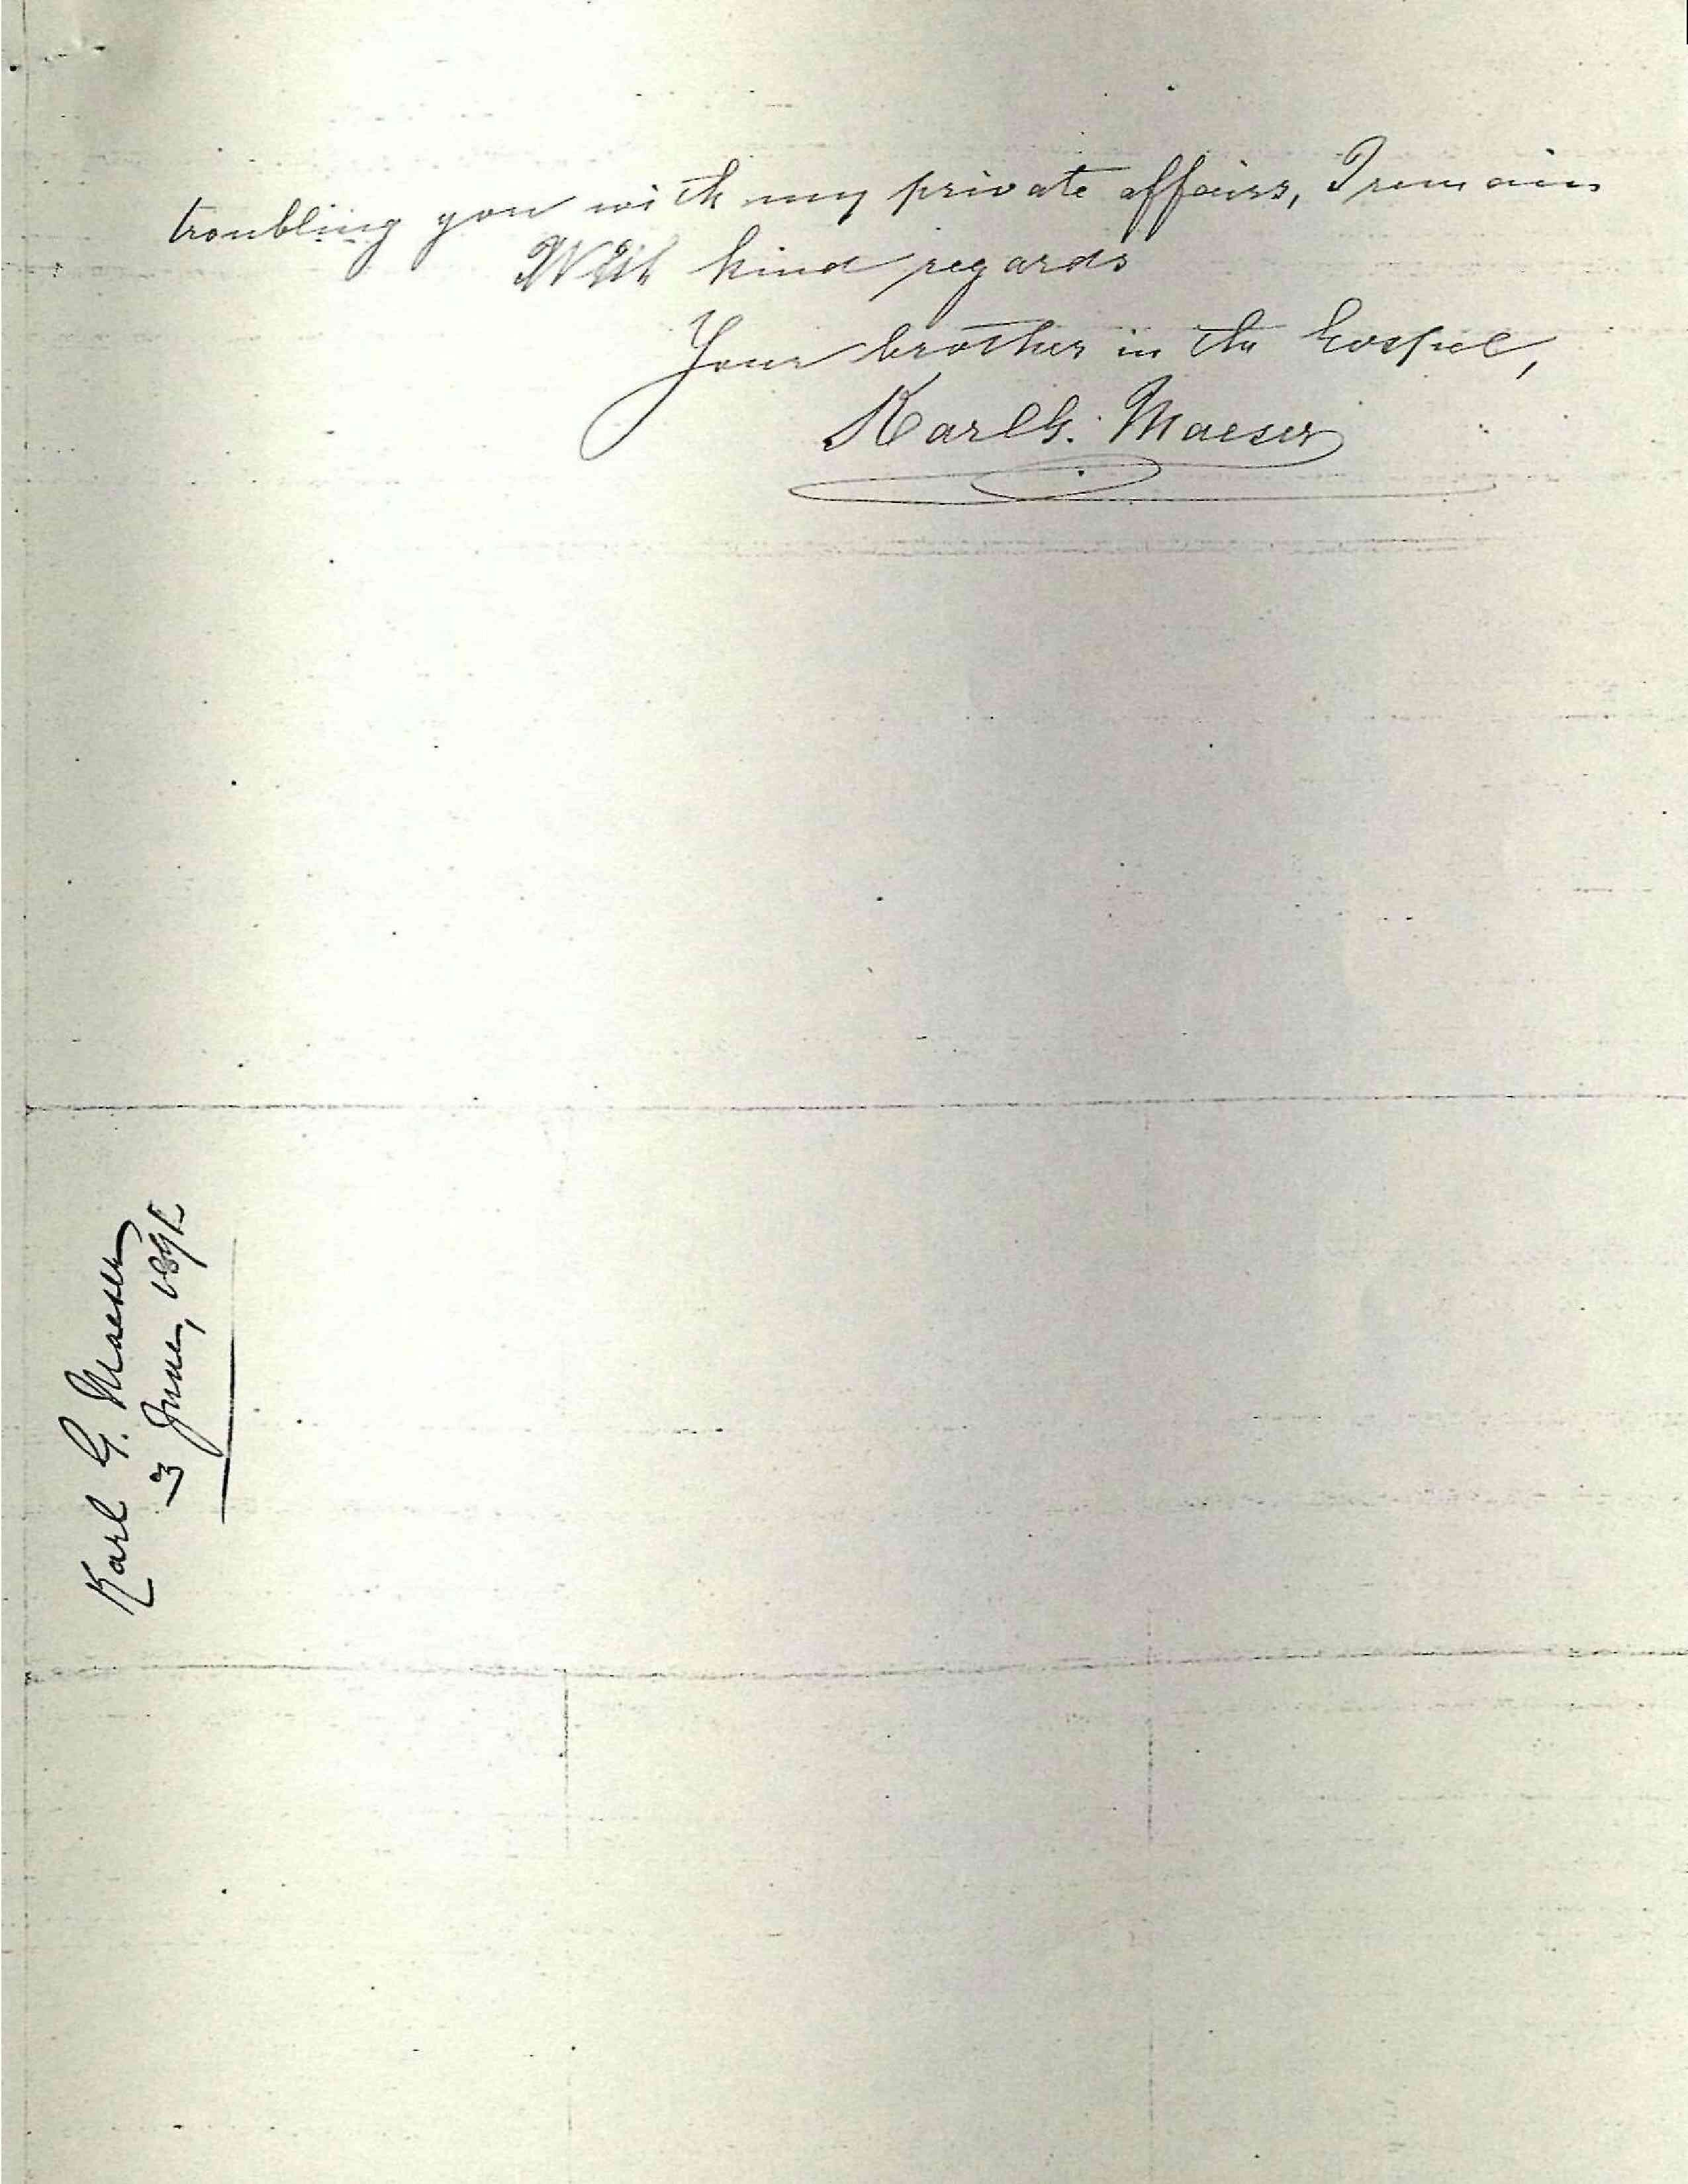 troubling you with my private affairs, I remain
With kind regards
Your brother in the Gospel,
Karl G. Maeser
Karl G. Maeser
3 June,